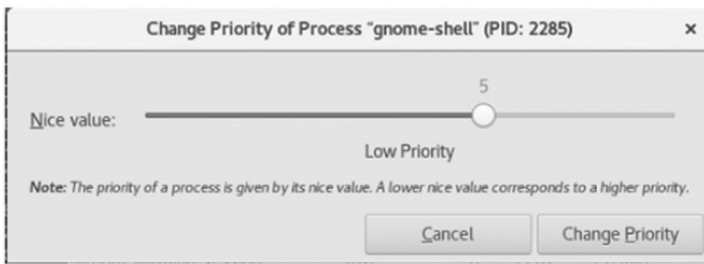 Change Priority of Process "gnome-shell" (PID: 2285) ×
5
Nice value:
Low Priority
Note: The priority of a process is given by its nice value. A lower nice value corresponds to a higher priority.
Cancel Change Priority